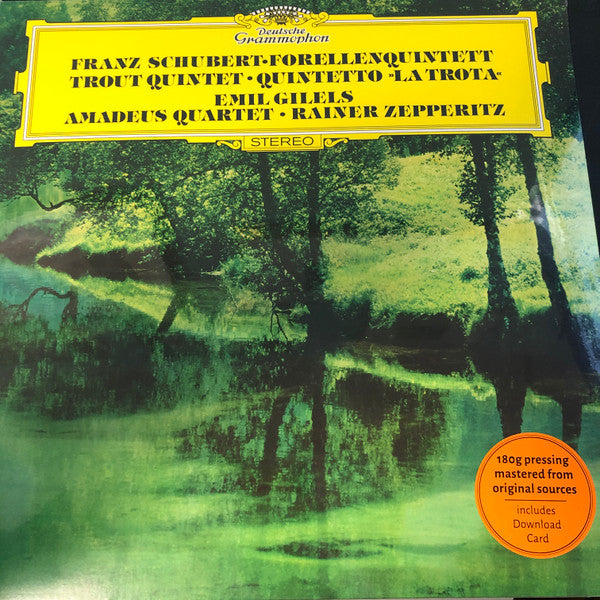 Deutsche
Grammophon
FRANZ SCHUBERT·FORELLENQUINTETT
TROUT QUINTET · QUINTETTO »LA TROTA«
EMIL GILELS
AMADEUS QUARTET · RAINER ZEPPERITZ
STEREO
180g pressing
mastered from
original sources
includes
Download
Card